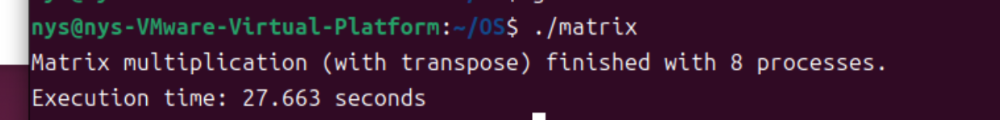 nys@nys-VMware-Virtual-Platform:~/OS$ ./matrix
Matrix multiplication (with transpose) finished with 8 processes.
Execution time: 27.663 seconds